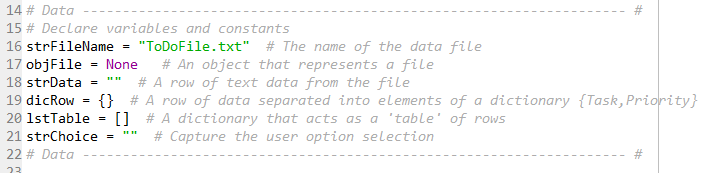 14 # Data ------------------------------------------------------------------- #
15 # Declare variables and constants
16 strFileName = "ToDoFile.txt"  # The name of the data file
17 objFile = None   # An object that represents a file
18 strData = ""  # A row of text data from the file
19 dicRow = {}  # A row of data separated into elements of a dictionary {Task,Priority}
20 lstTable = []  # A dictionary that acts as a 'table' of rows
21 strChoice = ""  # Capture the user option selection
22 # Data ------------------------------------------------------------------- #
23